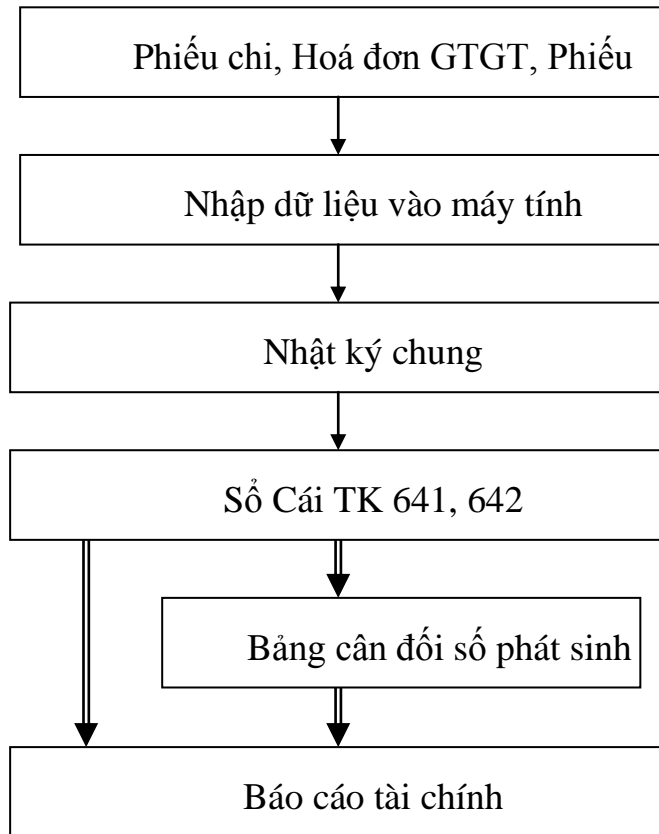 Phiếu chi, Hoá đơn GTGT, Phiếu
Nhập dữ liệu vào máy tính
Nhật ký chung
Sổ Cái TK 641, 642
Bảng cân đối số phát sinh
Báo cáo tài chính